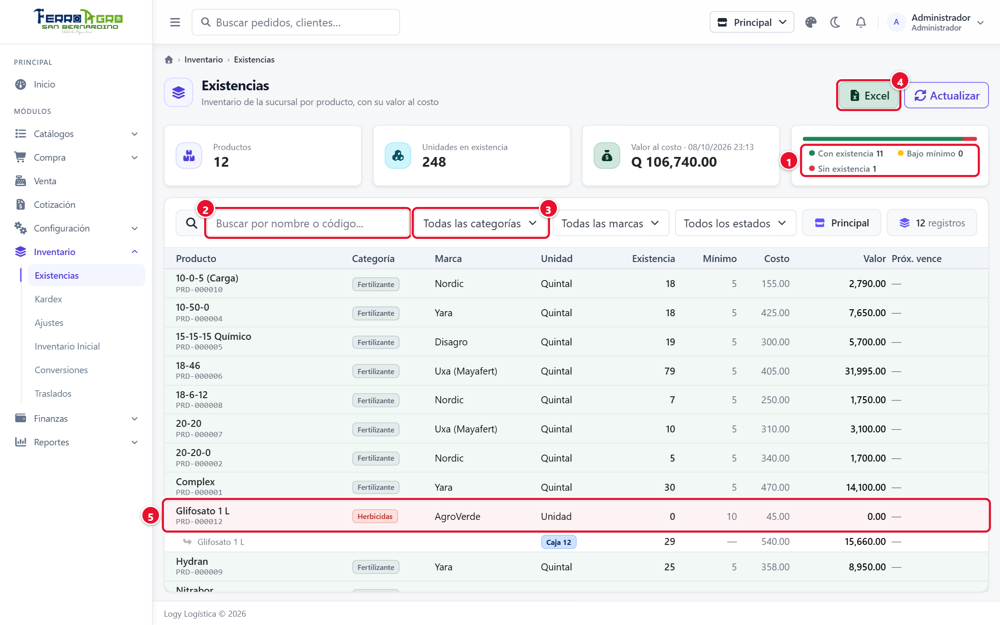 FERRO AGRO
SAN BERNARDINO
Buscar pedidos, clientes...
Principal
A
Administrador
Administrador
PRINCIPAL
Inicio
MÓDULOS
Catálogos
Compra
Venta
Cotización
Configuración
Inventario
Existencias
Kardex
Ajustes
Inventario Inicial
Conversiones
Traslados
Finanzas
Reportes
Inventario › Existencias
Existencias
Inventario de la sucursal por producto, con su valor al costo
4
Excel
Actualizar
Productos
12
Unidades en existencia
248
Valor al costo · 08/10/2026 23:13
Q 106,740.00
1
Con existencia 11
Bajo mínimo 0
Sin existencia 1
2
Buscar por nombre o código...
3
Todas las categorías
Todas las marcas
Todos los estados
Principal
12 registros
Producto Categoría Marca Unidad Existencia Mínimo Costo Valor Próx. vence
10-0-5 (Carga)
PRD-000010
Fertilizante Nordic Quintal 18 5 155.00 2,790.00 —
10-50-0
PRD-000004
Fertilizante Yara Quintal 18 5 425.00 7,650.00 —
15-15-15 Químico
PRD-000005
Fertilizante Disagro Quintal 19 5 300.00 5,700.00 —
18-46
PRD-000006
Fertilizante Uxa (Mayafert) Quintal 79 5 405.00 31,995.00 —
18-6-12
PRD-000008
Fertilizante Nordic Quintal 7 5 250.00 1,750.00 —
20-20
PRD-000007
Fertilizante Uxa (Mayafert) Quintal 10 5 310.00 3,100.00 —
20-20-0
PRD-000002
Fertilizante Nordic Quintal 5 5 340.00 1,700.00 —
Complex
PRD-000001
Fertilizante Yara Quintal 30 5 470.00 14,100.00 —
5
Glifosato 1 L
PRD-000012
Herbicidas AgroVerde Unidad 0 10 45.00 0.00 —
Glifosato 1 L Caja 12 29 — 540.00 15,660.00 —
Hydran
PRD-000009
Fertilizante Yara Quintal 25 5 358.00 8,950.00 —
Nitrabor
Logy Logística © 2026